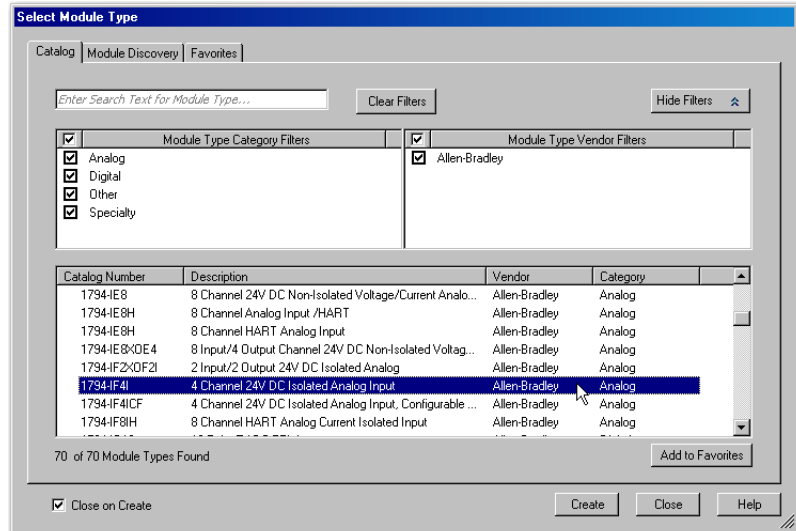 Select Module Type
Catalog Module Discovery Favorites
Enter Search Text for Module Type... Clear Filters Hide Filters
Module Type Category Filters Module Type Vendor Filters
Analog Allen-Bradley
Digital
Other
Specialty
Catalog Number Description Vendor Category
1794-IE8 8 Channel 24V DC Non-Isolated Voltage/Current Analo... Allen-Bradley Analog
1794-IE8H 8 Channel Analog Input /HART Allen-Bradley Analog
1794-IE8H 8 Channel HART Analog Input Allen-Bradley Analog
1794-IE8XOE4 8 Input/4 Output Channel 24V DC Non-Isolated Voltag... Allen-Bradley Analog
1794-IF2XOF2I 2 Input/2 Output 24V DC Isolated Analog Allen-Bradley Analog
1794-IF4I 4 Channel 24V DC Isolated Analog Input Allen-Bradley Analog
1794-IF4ICF 4 Channel 24V DC Isolated Analog Input, Configurable ... Allen-Bradley Analog
1794-IF8IH 8 Channel HART Analog Current Isolated Input Allen-Bradley Analog
70 of 70 Module Types Found Add to Favorites
Close on Create Create Close Help